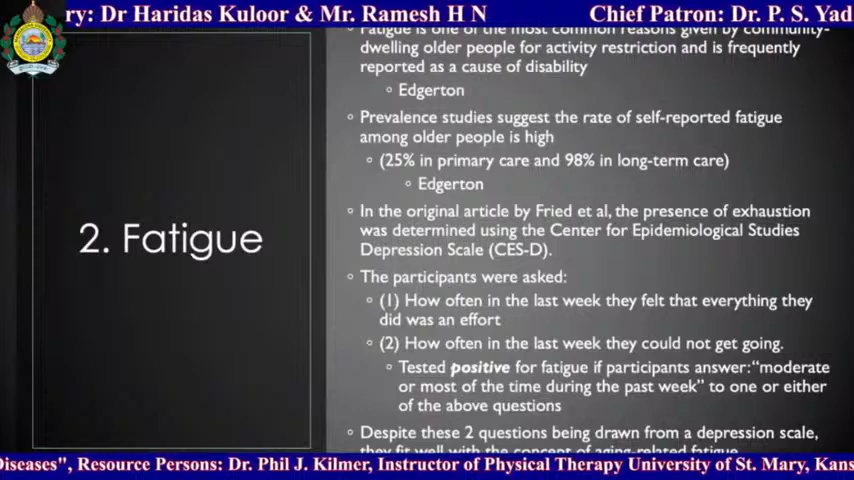 ry: Dr Haridas Kuloor & Mr. Ramesh H N
Chief Patron: Dr. P. S. Yad
Fatigue is one of the most common reasons given by community-
dwelling older people for activity restriction and is frequently
reported as a cause of disability
Edgerton
Prevalence studies suggest the rate of self-reported fatigue
among older people is high
(25% in primary care and 98% in long-term care)
Edgerton
2. Fatigue
In the original article by Fried et al, the presence of exhaustion
was determined using the Center for Epidemiological Studies
Depression Scale (CES-D).
The participants were asked:
(1) How often in the last week they felt that everything they
did was an effort
(2) How often in the last week they could not get going.
Tested positive for fatigue if participants answer: “moderate
or most of the time during the past week” to one or either
of the above questions
Despite these 2 questions being drawn from a depression scale,
they fit well with the concept of aging-related fatigue
Diseases", Resource Persons: Dr. Phil J. Kilmer, Instructor of Physical Therapy University of St. Mary, Kans